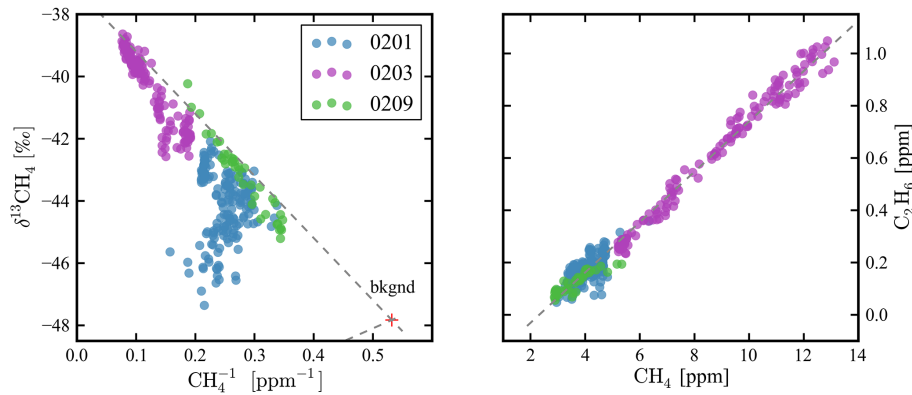 −38
−40
−42
−44
−46
−48
δ¹³CH₄ [‰]
0201
0203
0209
bkgnd
0.0 0.1 0.2 0.3 0.4 0.5
CH₄⁻¹ [ppm⁻¹]
1.0
0.8
0.6
0.4
0.2
0.0
C₂H₆ [ppm]
2 4 6 8 10 12 14
CH₄ [ppm]